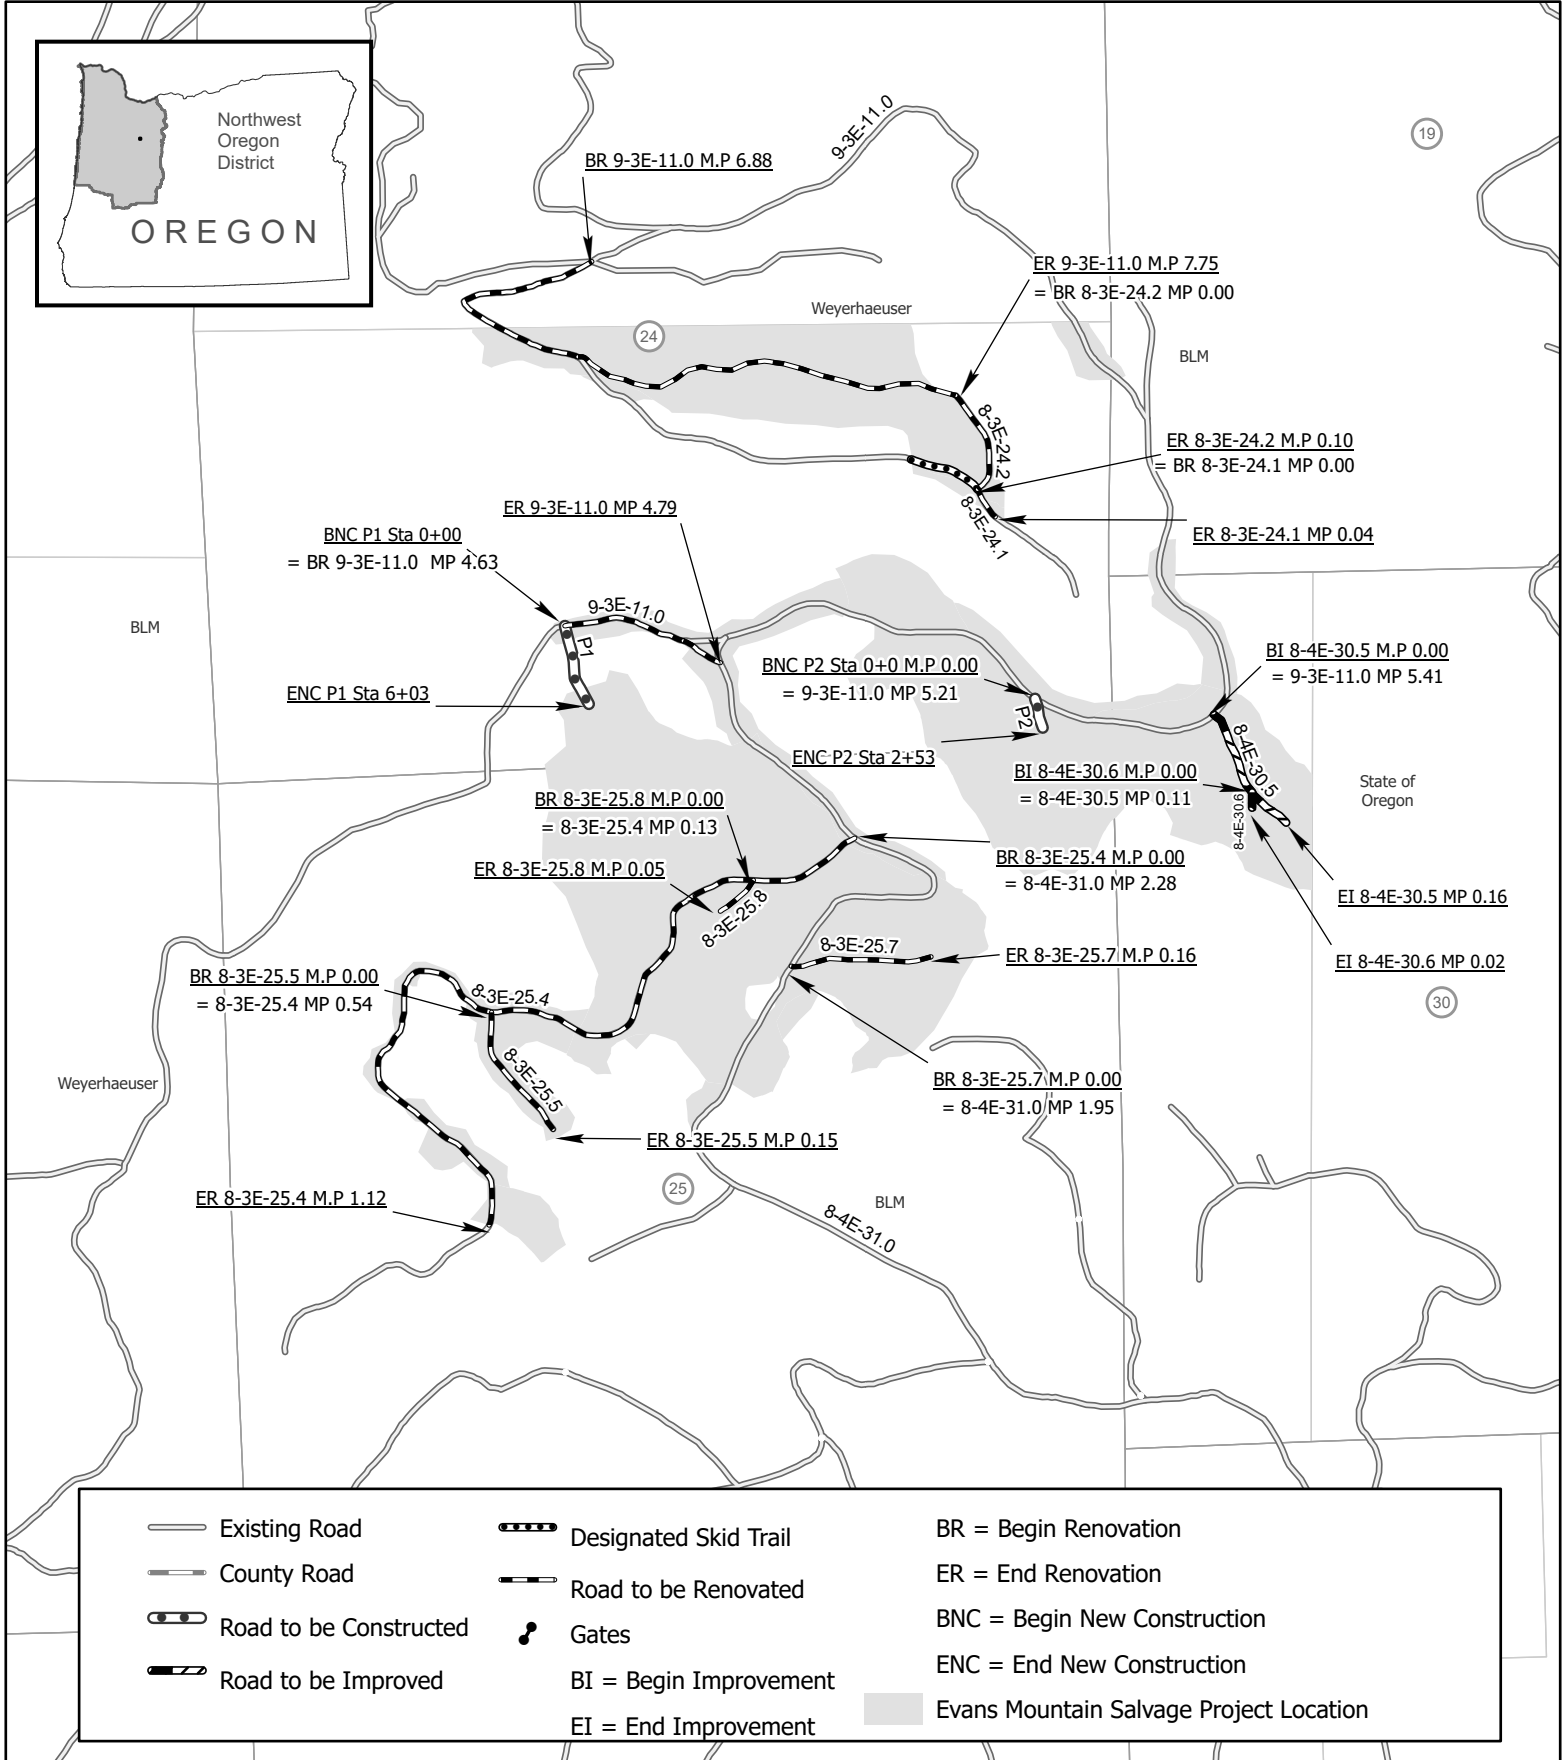 Northwest
Oregon
District
OREGON
9-3E-11.0
19
BR 9-3E-11.0 M.P 6.88
ER 9-3E-11.0 M.P 7.75
= BR 8-3E-24.2 MP 0.00
Weyerhaeuser
24
BLM
8-3E-24.2
ER 8-3E-24.2 M.P 0.10
= BR 8-3E-24.1 MP 0.00
8-3E-24.1
ER 8-3E-24.1 MP 0.04
ER 9-3E-11.0 MP 4.79
BNC P1 Sta 0+00
= BR 9-3E-11.0 MP 4.63
9-3E-11.0
BLM
P1
ENC P1 Sta 6+03
BNC P2 Sta 0+0 M.P 0.00
= 9-3E-11.0 MP 5.21
P2
ENC P2 Sta 2+53
BI 8-4E-30.5 M.P 0.00
= 9-3E-11.0 MP 5.41
8-4E-30.5
BI 8-4E-30.6 M.P 0.00
= 8-4E-30.5 MP 0.11
8-4E-30.6
State of
Oregon
BR 8-3E-25.8 M.P 0.00
= 8-3E-25.4 MP 0.13
ER 8-3E-25.8 M.P 0.05
8-3E-25.8
BR 8-3E-25.4 M.P 0.00
= 8-4E-31.0 MP 2.28
EI 8-4E-30.5 MP 0.16
EI 8-4E-30.6 MP 0.02
8-3E-25.7
ER 8-3E-25.7 M.P 0.16
30
BR 8-3E-25.5 M.P 0.00
= 8-3E-25.4 MP 0.54
8-3E-25.4
8-3E-25.5
Weyerhaeuser
BR 8-3E-25.7 M.P 0.00
= 8-4E-31.0 MP 1.95
ER 8-3E-25.5 M.P 0.15
25
ER 8-3E-25.4 M.P 1.12
BLM
8-4E-31.0
Existing Road
County Road
Road to be Constructed
Road to be Improved
Designated Skid Trail
Road to be Renovated
Gates
BI = Begin Improvement
EI = End Improvement
BR = Begin Renovation
ER = End Renovation
BNC = Begin New Construction
ENC = End New Construction
Evans Mountain Salvage Project Location